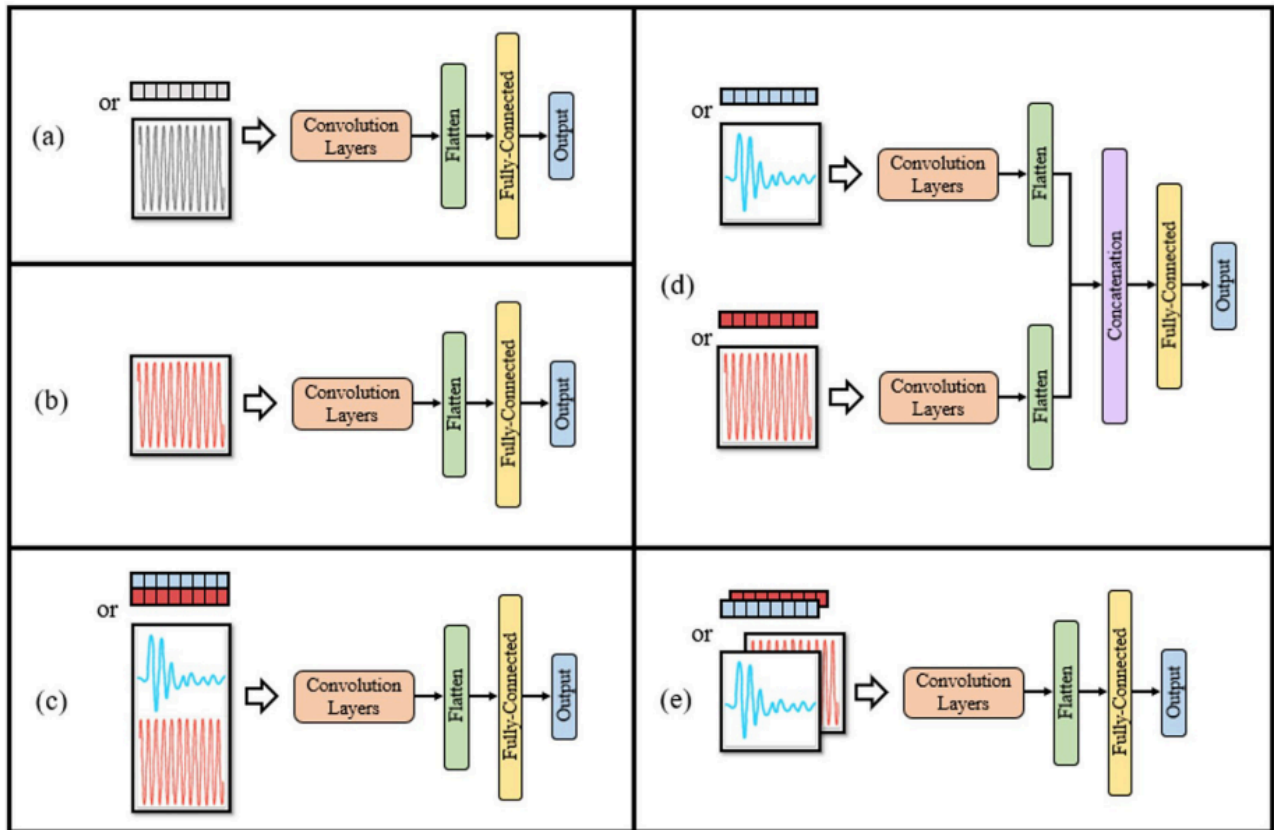 (a)
or
Convolution
Layers
Flatten
Fully-Connected
Output
(b)
Convolution
Layers
Flatten
Fully-Connected
Output
(c)
or
Convolution
Layers
Flatten
Fully-Connected
Output
(d)
or
Convolution
Layers
Flatten
or
Convolution
Layers
Flatten
Concatenation
Fully-Connected
Output
(e)
or
Convolution
Layers
Flatten
Fully-Connected
Output